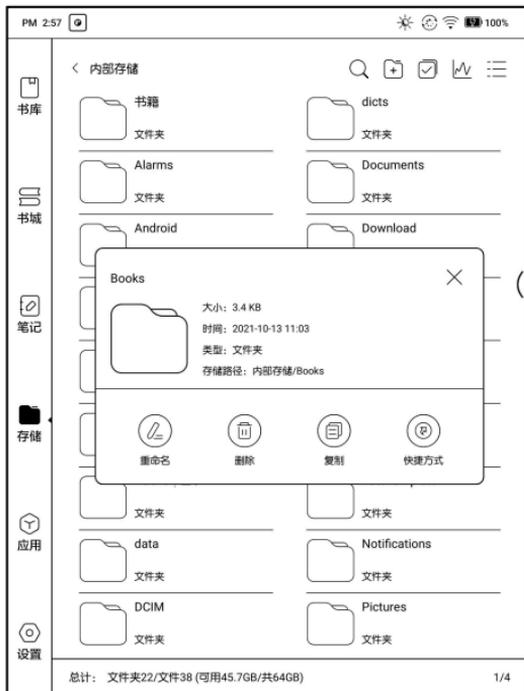 PM 2:57
100%
内部存储
书库
书城
笔记
存储
应用
设置
书籍
文件夹
dicts
文件夹
Alarms
文件夹
Documents
文件夹
Android
Download
Books
大小：3.4 KB
时间：2021-10-13 11:03
类型：文件夹
存储路径：内部存储/Books
重命名
删除
复制
快捷方式
文件夹
文件夹
data
文件夹
Notifications
文件夹
DCIM
文件夹
Pictures
文件夹
总计： 文件夹22/文件38 (可用45.7GB/共64GB)
1/4